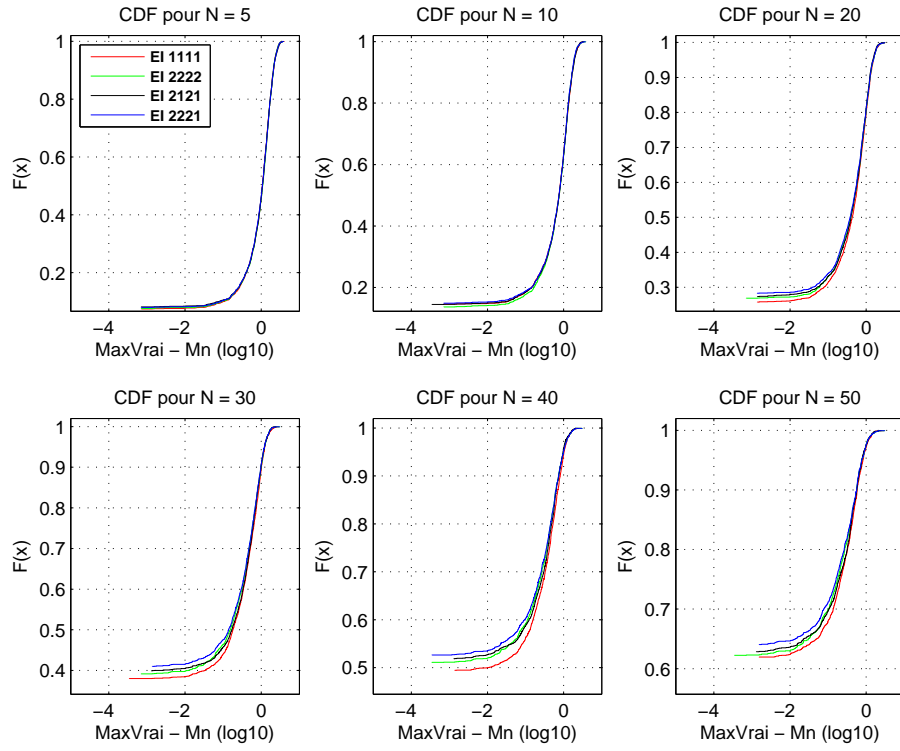 CDF pour N = 5
1
0.8
0.6
0.4
0.2
F(x)
−4 −2 0
MaxVrai − Mn (log10)
EI 1111
EI 2222
EI 2121
EI 2221
CDF pour N = 10
1
0.8
0.6
0.4
0.2
F(x)
−4 −2 0
MaxVrai − Mn (log10)
CDF pour N = 20
1
0.9
0.8
0.7
0.6
0.5
0.4
0.3
F(x)
−4 −2 0
MaxVrai − Mn (log10)
CDF pour N = 30
1
0.9
0.8
0.7
0.6
0.5
0.4
F(x)
−4 −2 0
MaxVrai − Mn (log10)
CDF pour N = 40
1
0.9
0.8
0.7
0.6
0.5
F(x)
−4 −2 0
MaxVrai − Mn (log10)
CDF pour N = 50
1
0.9
0.8
0.7
0.6
F(x)
−4 −2 0
MaxVrai − Mn (log10)